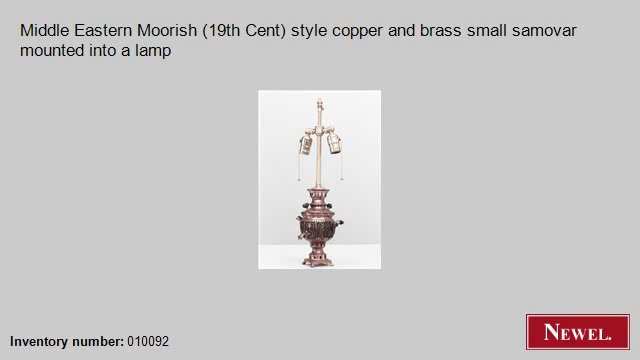 Middle Eastern Moorish (19th Cent) style copper and brass small samovar
mounted into a lamp
Inventory number: 010092
NEWEL.